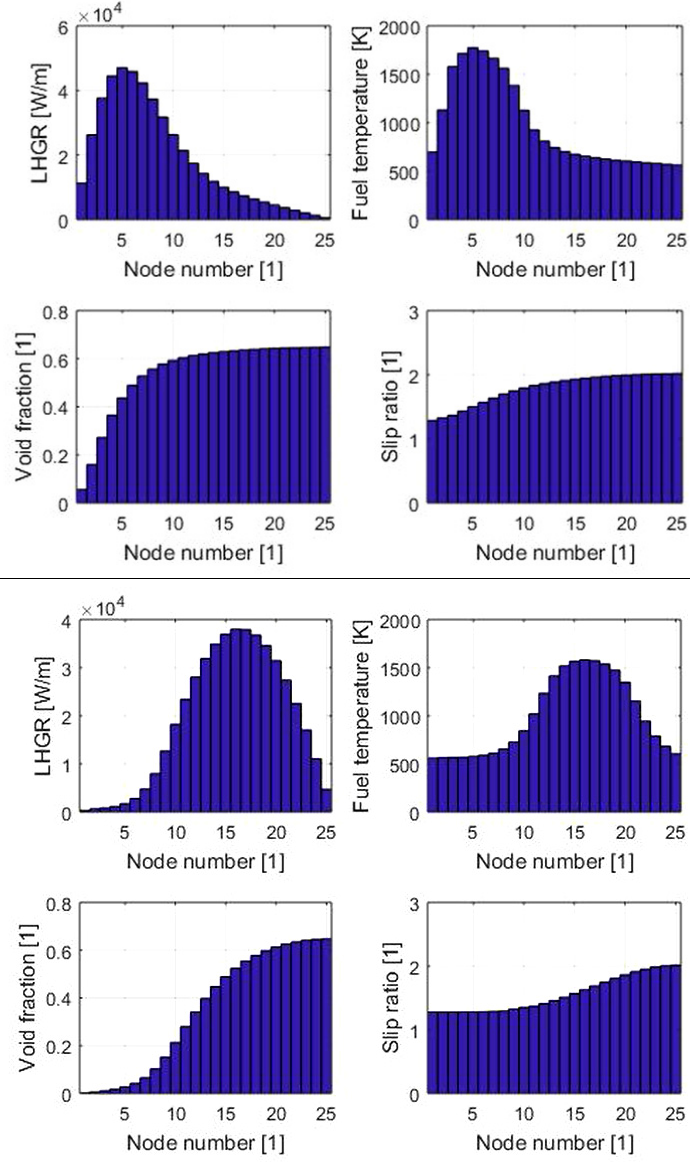 × 10⁴
LHGR [W/m]
6
4
2
0
5 10 15 20 25
Node number [1]
Fuel temperature [K]
2000
1500
1000
500
0
5 10 15 20 25
Node number [1]
Void fraction [1]
0.8
0.6
0.4
0.2
0
5 10 15 20 25
Node number [1]
Slip ratio [1]
3
2
1
0
5 10 15 20 25
Node number [1]
× 10⁴
LHGR [W/m]
4
3
2
1
0
5 10 15 20 25
Node number [1]
Fuel temperature [K]
2000
1500
1000
500
0
5 10 15 20 25
Node number [1]
Void fraction [1]
0.8
0.6
0.4
0.2
0
5 10 15 20 25
Node number [1]
Slip ratio [1]
3
2
1
0
5 10 15 20 25
Node number [1]